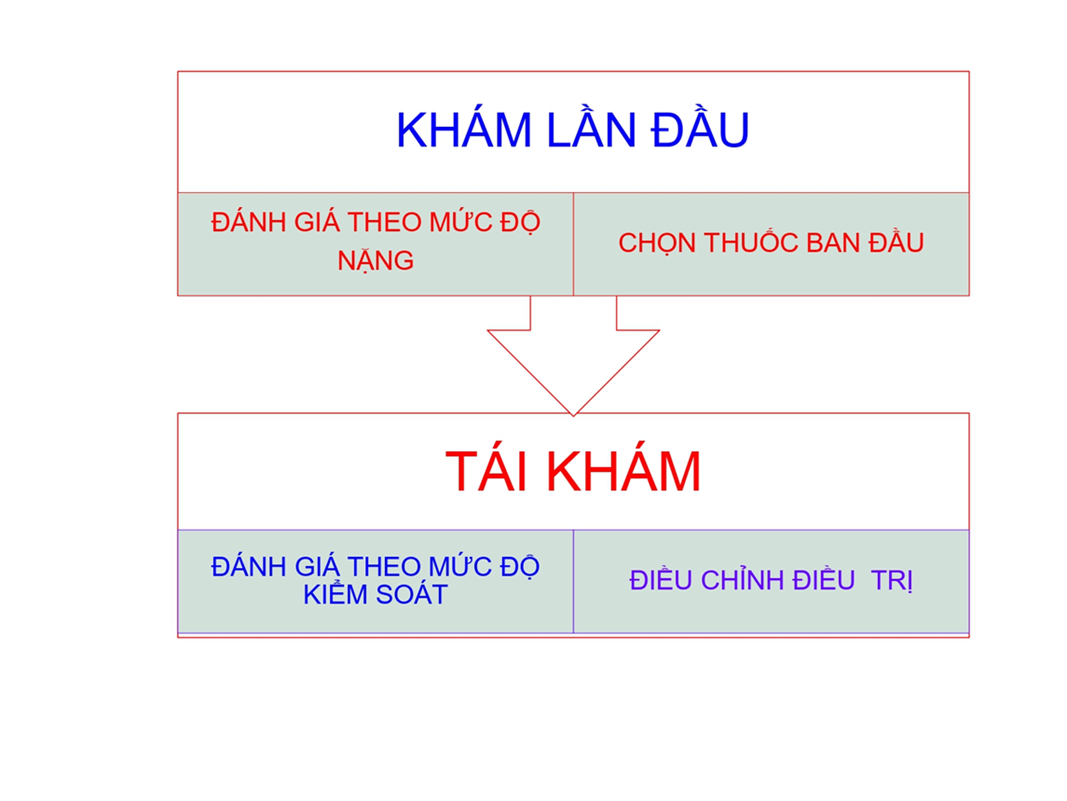 KHÁM LẦN ĐẦU
ĐÁNH GIÁ THEO MỨC ĐỘ
NẶNG
CHỌN THUỐC BAN ĐẦU
TÁI KHÁM
ĐÁNH GIÁ THEO MỨC ĐỘ
KIỂM SOÁT
ĐIỀU CHỈNH ĐIỀU  TRỊ